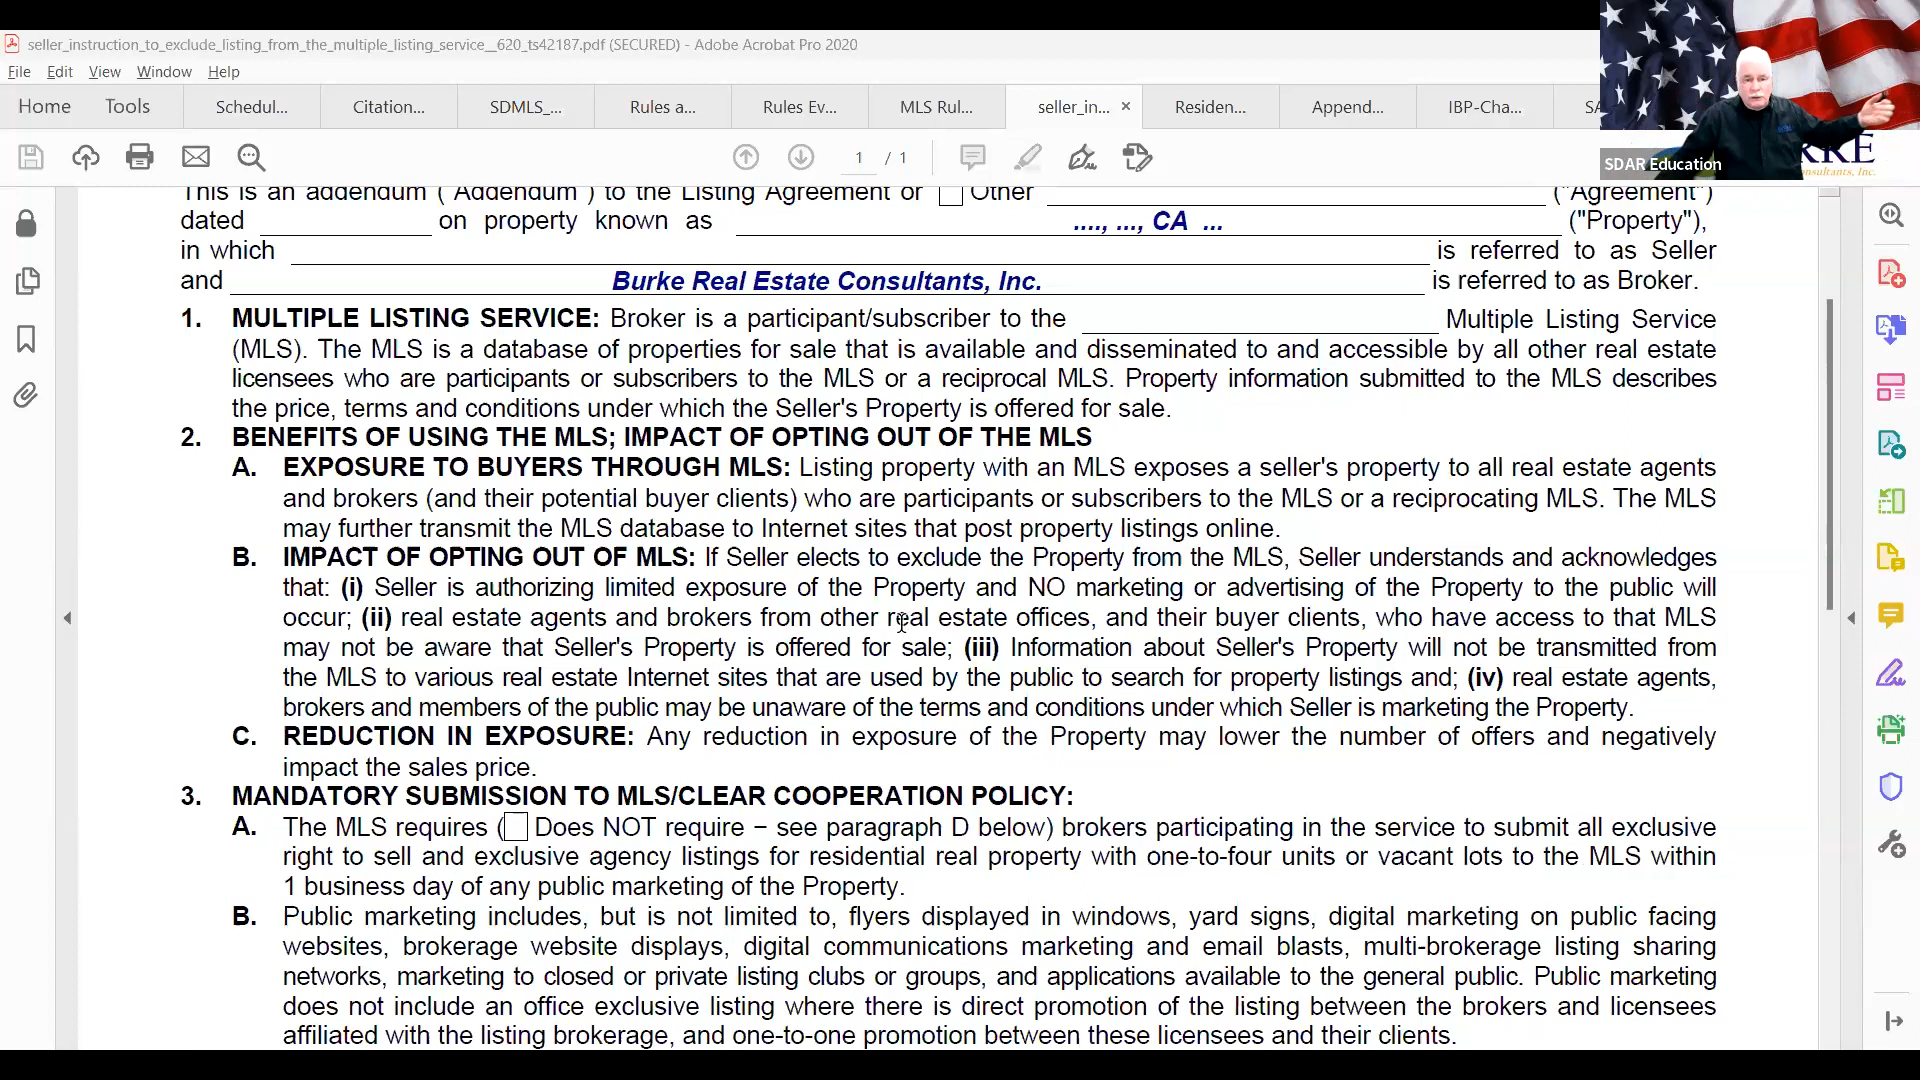 seller_instruction_to_exclude_listing_from_the_multiple_listing_service__620_ts42187.pdf (SECURED) - Adobe Acrobat Pro 2020
File Edit View Window Help
Home Tools Schedul... Citation... SDMLS_... Rules a... Rules Ev... MLS Rul... seller_in... × Residen... Append... IBP-Cha...
1 / 1
SDAR Education
This is an addendum ("Addendum") to the Listing Agreement or Other ("Agreement")
dated on property known as ...., ..., CA ... ("Property"),
in which is referred to as Seller
and Burke Real Estate Consultants, Inc. is referred to as Broker.
1. MULTIPLE LISTING SERVICE: Broker is a participant/subscriber to the Multiple Listing Service
(MLS). The MLS is a database of properties for sale that is available and disseminated to and accessible by all other real estate
licensees who are participants or subscribers to the MLS or a reciprocal MLS. Property information submitted to the MLS describes
the price, terms and conditions under which the Seller's Property is offered for sale.
2. BENEFITS OF USING THE MLS; IMPACT OF OPTING OUT OF THE MLS
A. EXPOSURE TO BUYERS THROUGH MLS: Listing property with an MLS exposes a seller's property to all real estate agents
and brokers (and their potential buyer clients) who are participants or subscribers to the MLS or a reciprocating MLS. The MLS
may further transmit the MLS database to Internet sites that post property listings online.
B. IMPACT OF OPTING OUT OF MLS: If Seller elects to exclude the Property from the MLS, Seller understands and acknowledges
that: (i) Seller is authorizing limited exposure of the Property and NO marketing or advertising of the Property to the public will
occur; (ii) real estate agents and brokers from other real estate offices, and their buyer clients, who have access to that MLS
may not be aware that Seller's Property is offered for sale; (iii) Information about Seller's Property will not be transmitted from
the MLS to various real estate Internet sites that are used by the public to search for property listings and; (iv) real estate agents,
brokers and members of the public may be unaware of the terms and conditions under which Seller is marketing the Property.
C. REDUCTION IN EXPOSURE: Any reduction in exposure of the Property may lower the number of offers and negatively
impact the sales price.
3. MANDATORY SUBMISSION TO MLS/CLEAR COOPERATION POLICY:
A. The MLS requires ( Does NOT require – see paragraph D below) brokers participating in the service to submit all exclusive
right to sell and exclusive agency listings for residential real property with one-to-four units or vacant lots to the MLS within
1 business day of any public marketing of the Property.
B. Public marketing includes, but is not limited to, flyers displayed in windows, yard signs, digital marketing on public facing
websites, brokerage website displays, digital communications marketing and email blasts, multi-brokerage listing sharing
networks, marketing to closed or private listing clubs or groups, and applications available to the general public. Public marketing
does not include an office exclusive listing where there is direct promotion of the listing between the brokers and licensees
affiliated with the listing brokerage, and one-to-one promotion between these licensees and their clients.